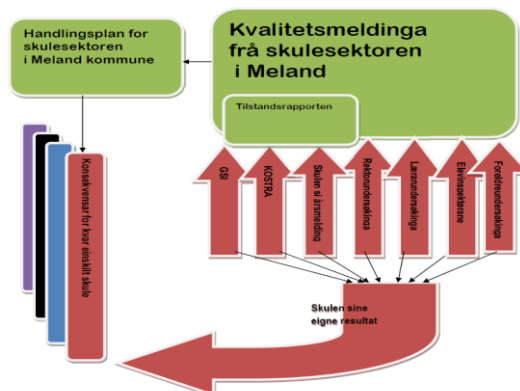 Handlingsplan for
skulesektoren
i Meland kommune
Kvalitetsmeldinga
frå skulesektoren
i Meland
Tilstandsrapporten
GSI
KOSTRA
Skulen si årsmelding
Rektorundersøkinga
Lærarundersøkinga
Elevinspektørane
Foreldreundersøkinga
Konsekvensar for kvar einskilt skule
Skulen sine
eigne resultat